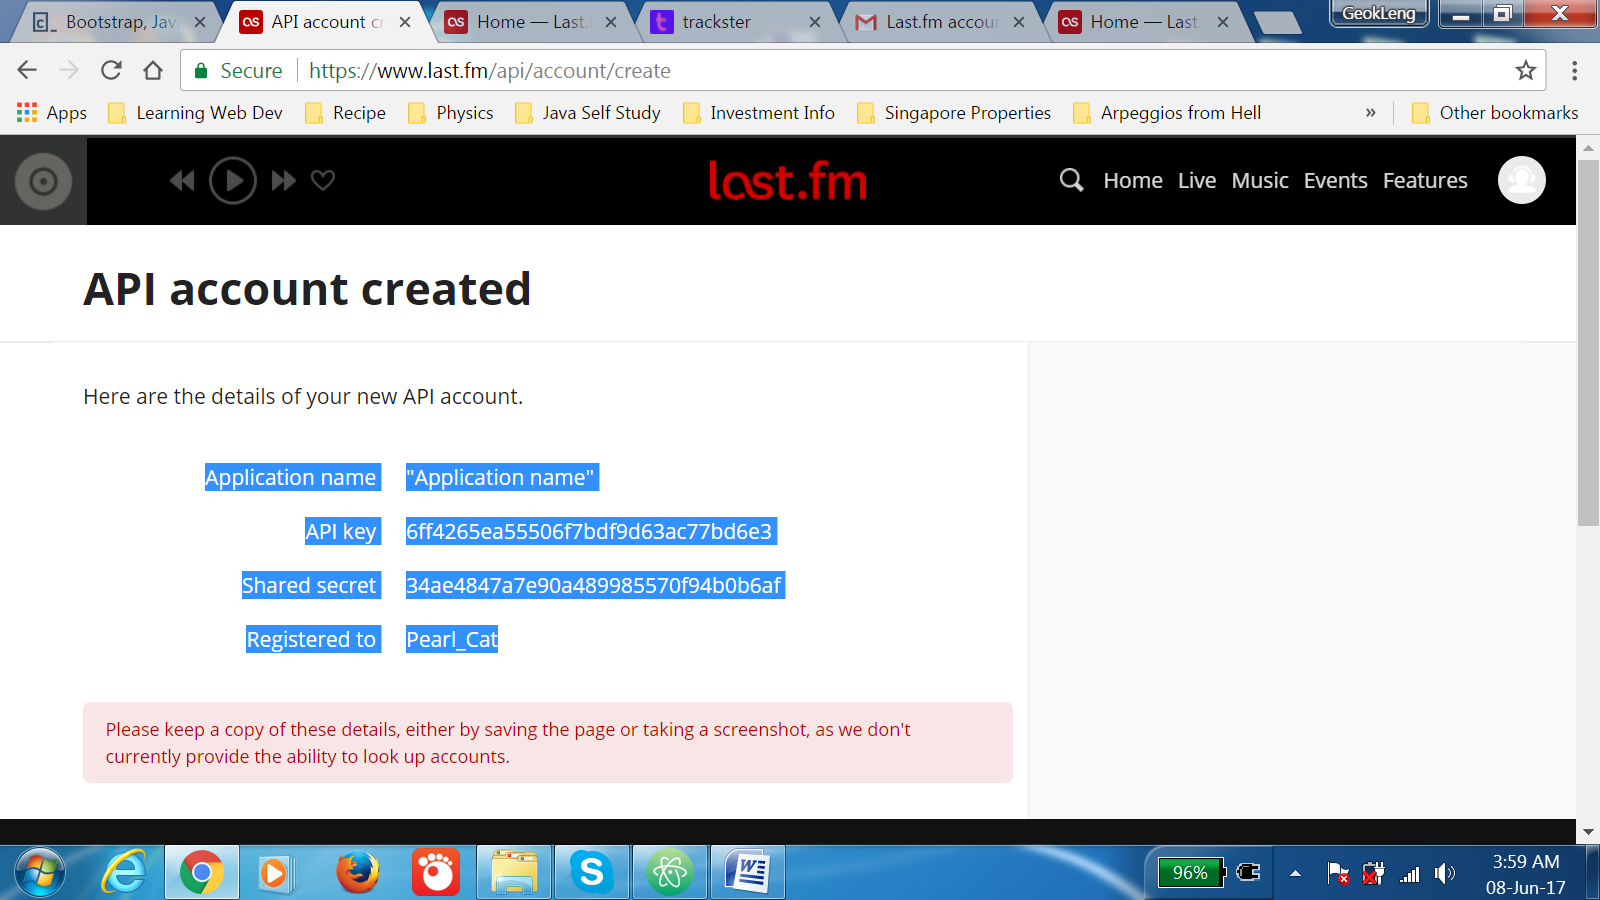 Bootstrap, Jav
API account cr
Home — Last.
trackster
Last.fm accou
Home — Last.
GeokLeng
Secure
https://www.last.fm/api/account/create
Apps
Learning Web Dev
Recipe
Physics
Java Self Study
Investment Info
Singapore Properties
Arpeggios from Hell
»
Other bookmarks
last.fm
Home Live Music Events Features
API account created
Here are the details of your new API account.
Application name "Application name"
API key 6ff4265ea55506f7bdf9d63ac77bd6e3
Shared secret 34ae4847a7e90a489985570f94b0b6af
Registered to Pearl_Cat
Please keep a copy of these details, either by saving the page or taking a screenshot, as we don't
currently provide the ability to look up accounts.
96%
3:59 AM
08-Jun-17